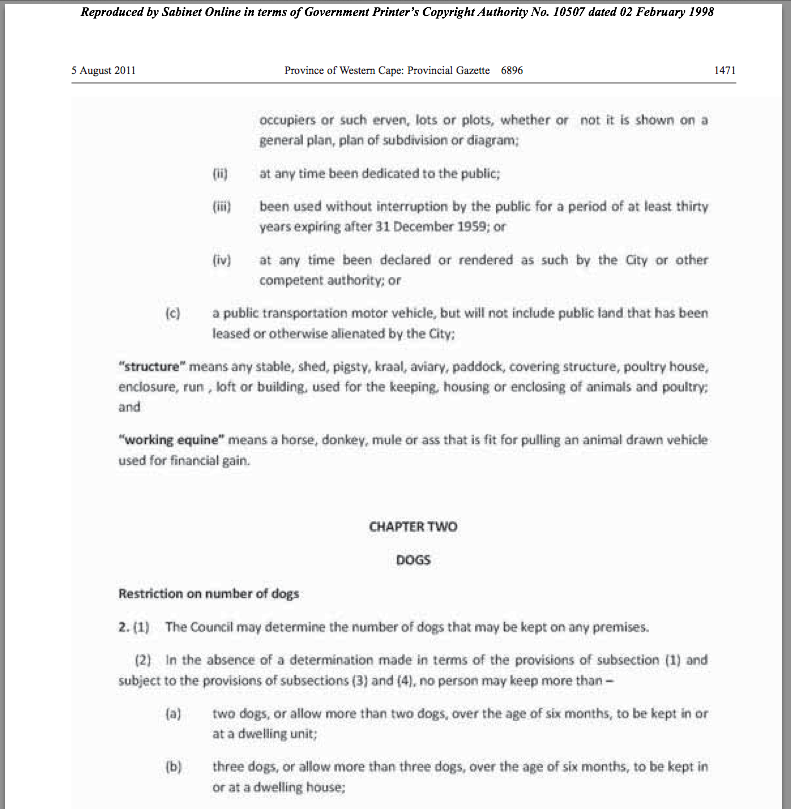 Reproduced by Sabinet Online in terms of Government Printer's Copyright Authority No. 10507 dated 02 February 1998
5 August 2011 Province of Western Cape: Provincial Gazette 6896 1471
occupiers or such erven, lots or plots, whether or not it is shown on a
general plan, plan of subdivision or diagram;
(ii) at any time been dedicated to the public;
(iii) been used without interruption by the public for a period of at least thirty
years expiring after 31 December 1959; or
(iv) at any time been declared or rendered as such by the City or other
competent authority; or
(c) a public transportation motor vehicle, but will not include public land that has been
leased or otherwise alienated by the City;
"structure" means any stable, shed, pigsty, kraal, aviary, paddock, covering structure, poultry house,
enclosure, run , loft or building, used for the keeping, housing or enclosing of animals and poultry;
and
"working equine" means a horse, donkey, mule or ass that is fit for pulling an animal drawn vehicle
used for financial gain.
CHAPTER TWO
DOGS
Restriction on number of dogs
2. (1) The Council may determine the number of dogs that may be kept on any premises.
(2) In the absence of a determination made in terms of the provisions of subsection (1) and
subject to the provisions of subsections (3) and (4), no person may keep more than –
(a) two dogs, or allow more than two dogs, over the age of six months, to be kept in or
at a dwelling unit;
(b) three dogs, or allow more than three dogs, over the age of six months, to be kept in
or at a dwelling house;